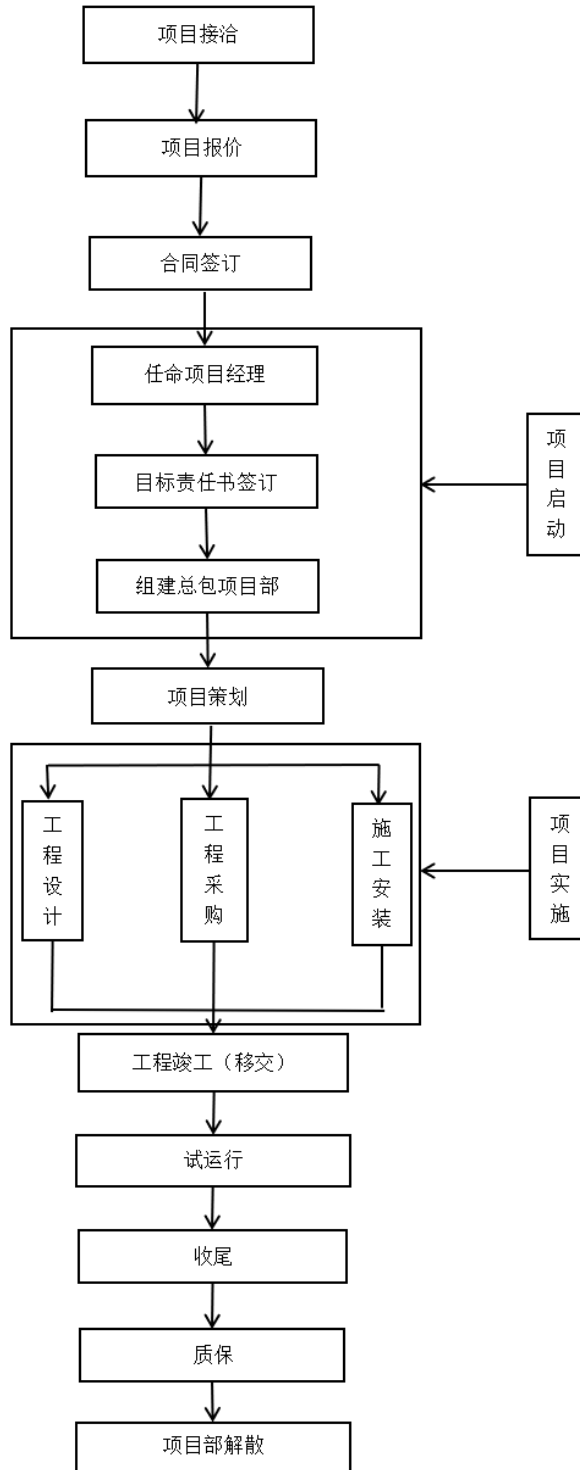 项目接洽
项目报价
合同签订
任命项目经理
目标责任书签订
组建总包项目部
项目启动
项目策划
工程设计
工程采购
施工安装
项目实施
工程竣工（移交）
试运行
收尾
质保
项目部解散